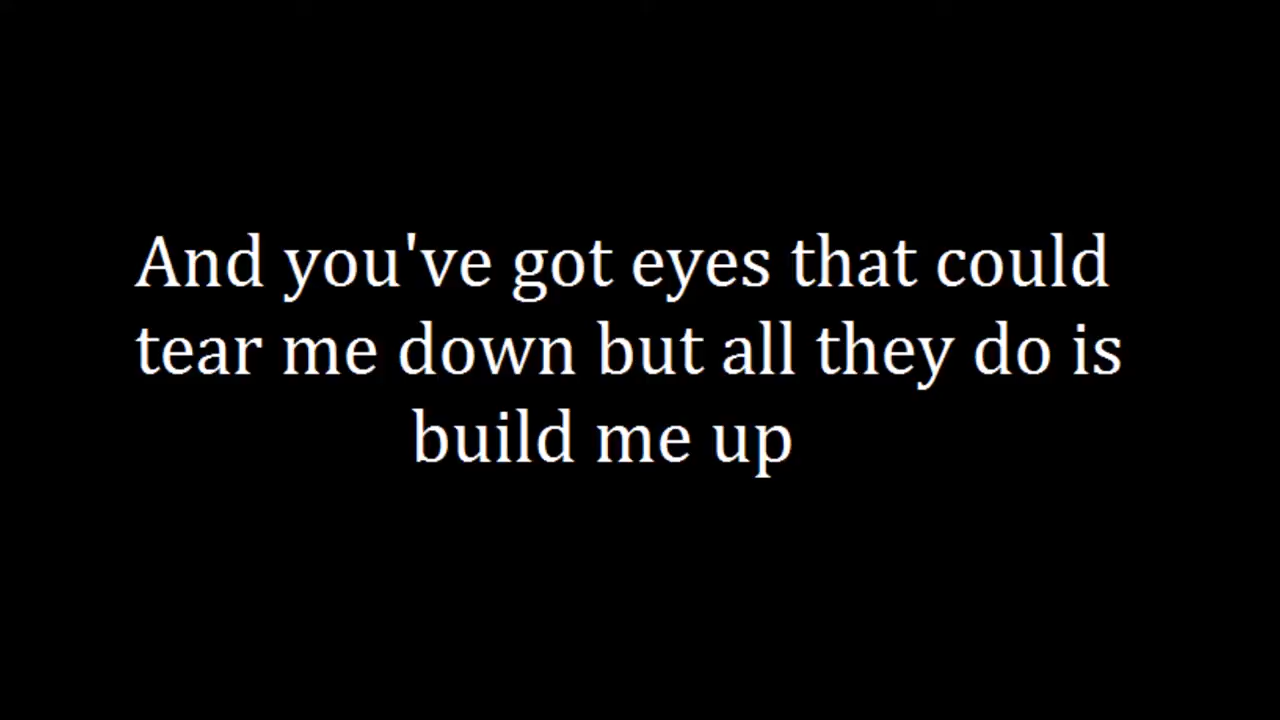 And you've got eyes that could
tear me down but all they do is
build me up